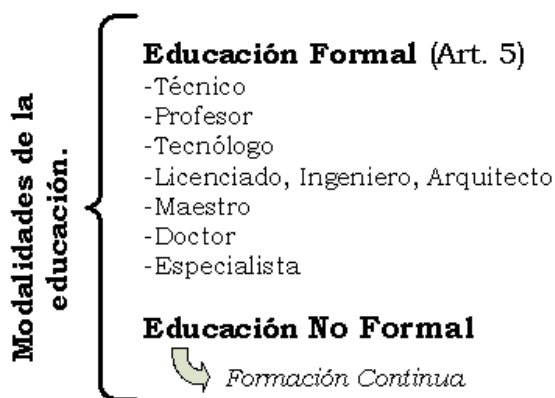 Modalidades de la
educación.
Educación Formal (Art. 5)
-Técnico
-Profesor
-Tecnólogo
-Licenciado, Ingeniero, Arquitecto
-Maestro
-Doctor
-Especialista
Educación No Formal
Formación Continua